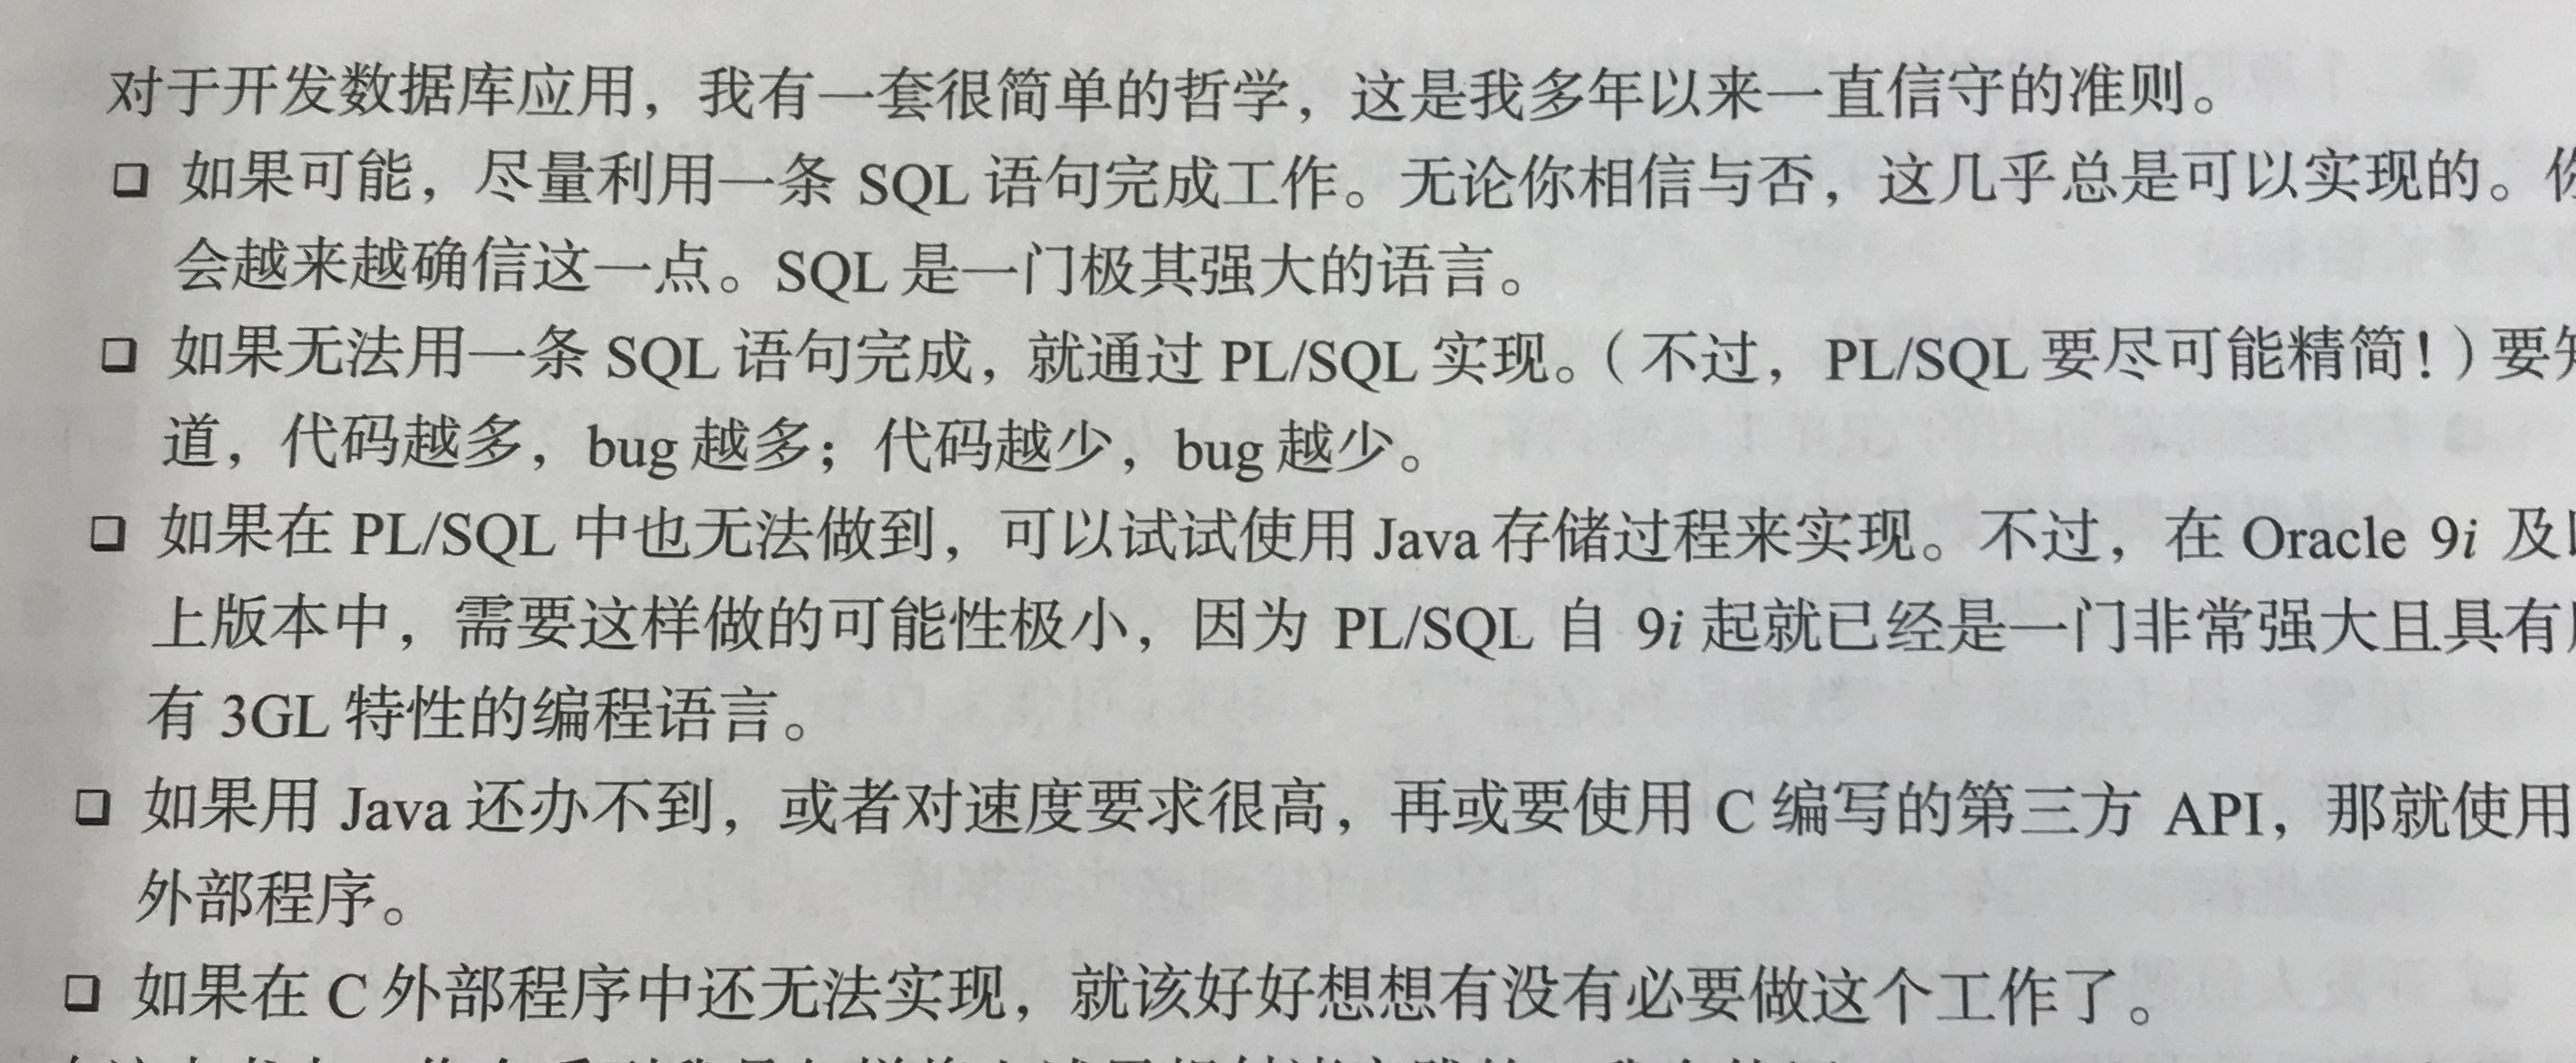 对于开发数据库应用，我有一套很简单的哲学，这是我多年以来一直信守的准则。
❑ 如果可能，尽量利用一条 SQL 语句完成工作。无论你相信与否，这几乎总是可以实现的。
会越来越确信这一点。SQL 是一门极其强大的语言。
❑ 如果无法用一条 SQL 语句完成，就通过 PL/SQL 实现。（不过，PL/SQL 要尽可能精简！）要
道，代码越多，bug 越多；代码越少，bug 越少。
❑ 如果在 PL/SQL 中也无法做到，可以试试使用 Java 存储过程来实现。不过，在 Oracle 9i 及
上版本中，需要这样做的可能性极小，因为 PL/SQL 自 9i 起就已经是一门非常强大且具有
有 3GL 特性的编程语言。
❑ 如果用 Java 还办不到，或者对速度要求很高，再或要使用 C 编写的第三方 API，那就使用
外部程序。
❑ 如果在 C 外部程序中还无法实现，就该好好想想有没有必要做这个工作了。